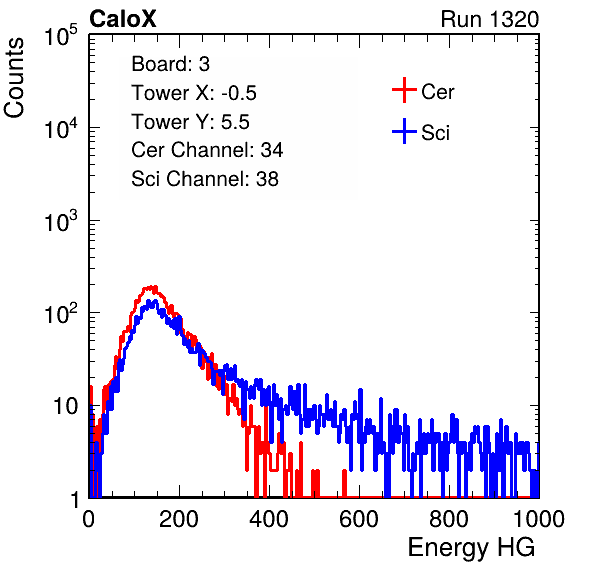 CaloX Run 1320
Counts
10^5
10^4
10^3
10^2
10
1
Board: 3
Tower X: -0.5
Tower Y: 5.5
Cer Channel: 34
Sci Channel: 38
Cer
Sci
0 200 400 600 800 1000
Energy HG